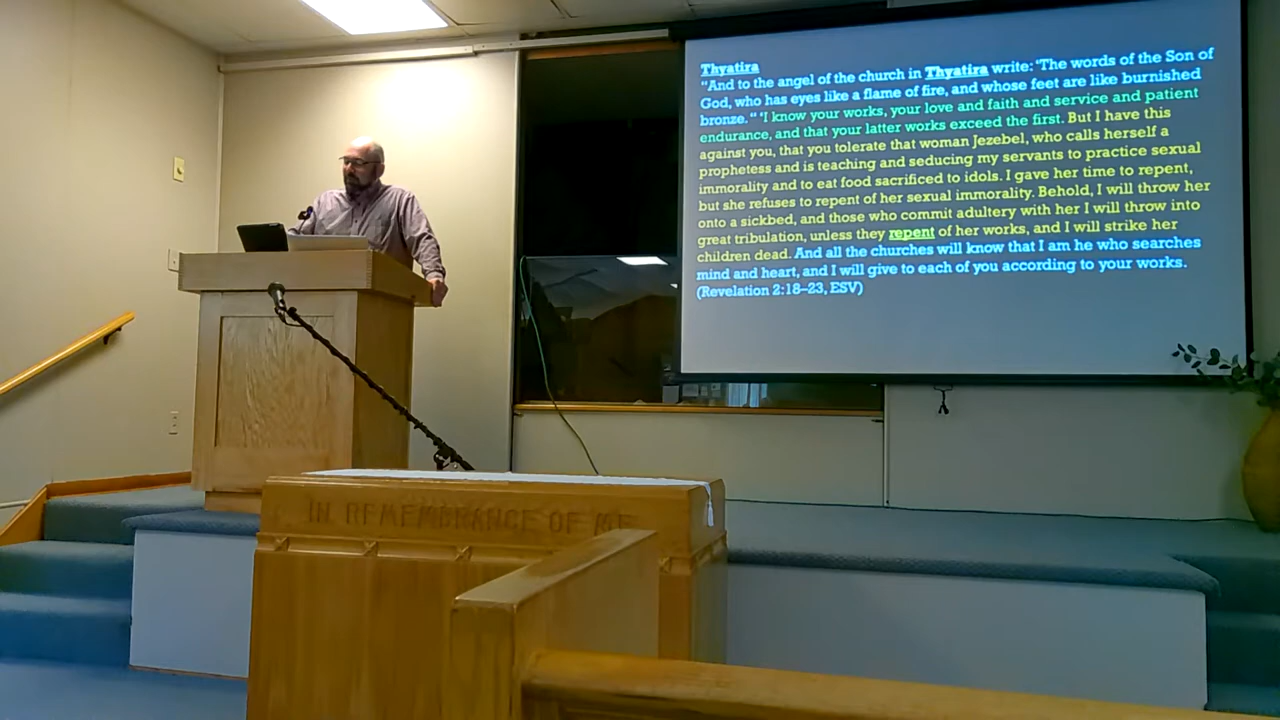 Thyatira
"And to the angel of the church in Thyatira write: 'The words of the Son of
God, who has eyes like a flame of fire, and whose feet are like burnished
bronze." "'I know your works, your love and faith and service and patient
endurance, and that your latter works exceed the first. But I have this
against you, that you tolerate that woman Jezebel, who calls herself a
prophetess and is teaching and seducing my servants to practice sexual
immorality and to eat food sacrificed to idols. I gave her time to repent,
but she refuses to repent of her sexual immorality. Behold, I will throw her
onto a sickbed, and those who commit adultery with her I will throw into
great tribulation, unless they repent of her works, and I will strike her
children dead. And all the churches will know that I am he who searches
mind and heart, and I will give to each of you according to your works.
(Revelation 2:18–23, ESV)
IN REMEMBRANCE OF ME